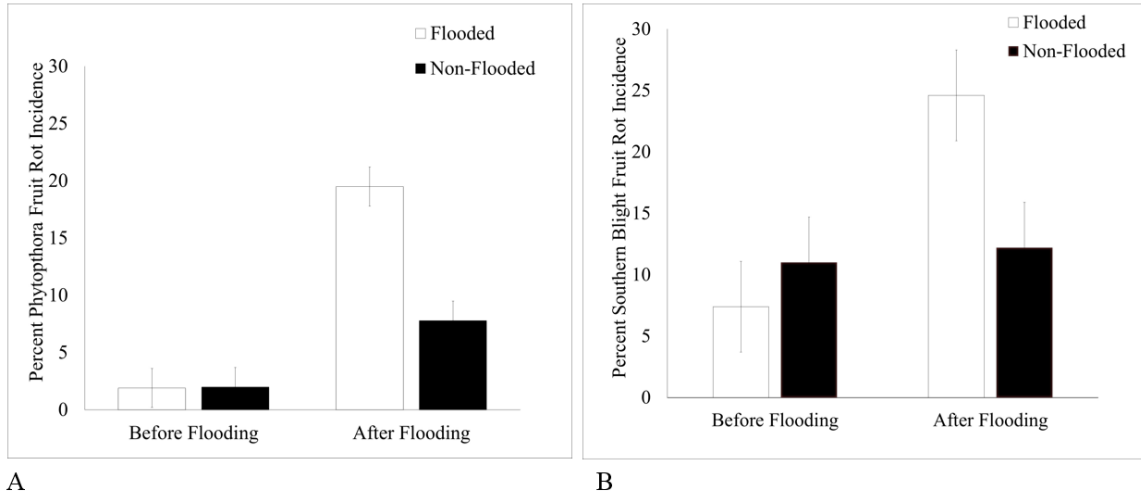 Flooded
Non-Flooded
Percent Phytopthora Fruit Rot Incidence
30
25
20
15
10
5
0
Before Flooding After Flooding
A
Flooded
Non-Flooded
Percent Southern Blight Fruit Rot Incidence
30
25
20
15
10
5
0
Before Flooding After Flooding
B